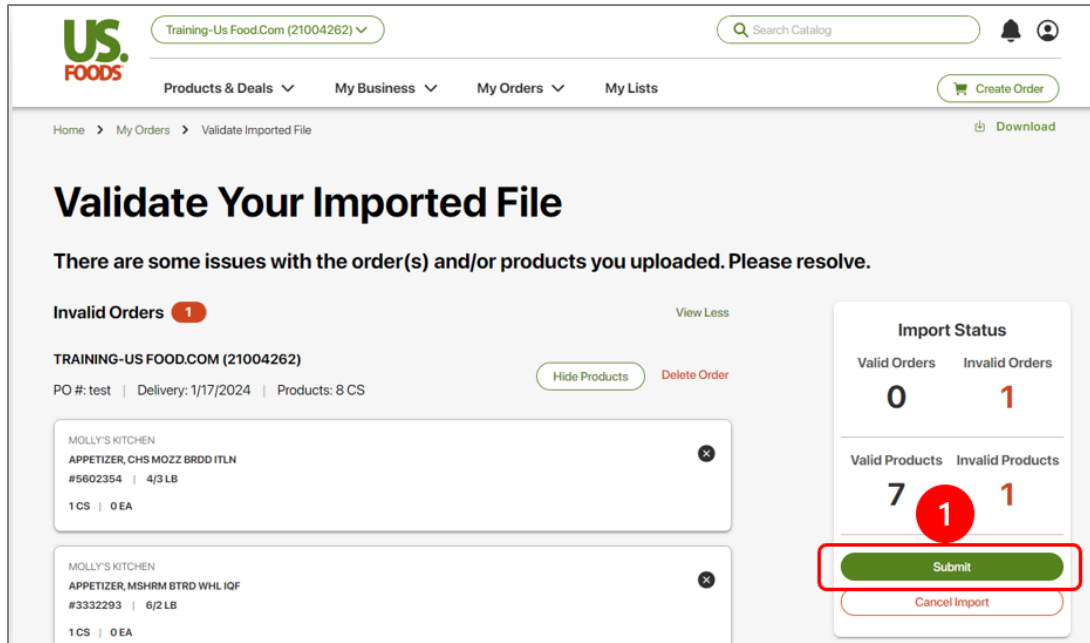 US.
FOODS
Training-Us Food.Com (21004262)
Search Catalog
Products & Deals
My Business
My Orders
My Lists
Create Order
Home > My Orders > Validate Imported File
Download
Validate Your Imported File
There are some issues with the order(s) and/or products you uploaded. Please resolve.
Invalid Orders 1
View Less
TRAINING-US FOOD.COM (21004262)
PO #: test | Delivery: 1/17/2024 | Products: 8 CS
Hide Products
Delete Order
MOLLY'S KITCHEN
APPETIZER, CHS MOZZ BRDD ITLN
#5602354 | 4/3 LB
1 CS | 0 EA
MOLLY'S KITCHEN
APPETIZER, MSHRM BTRD WHL IQF
#3332293 | 6/2 LB
1 CS | 0 EA
Import Status
Valid Orders Invalid Orders
0 1
Valid Products Invalid Products
7 1
1
Submit
Cancel Import